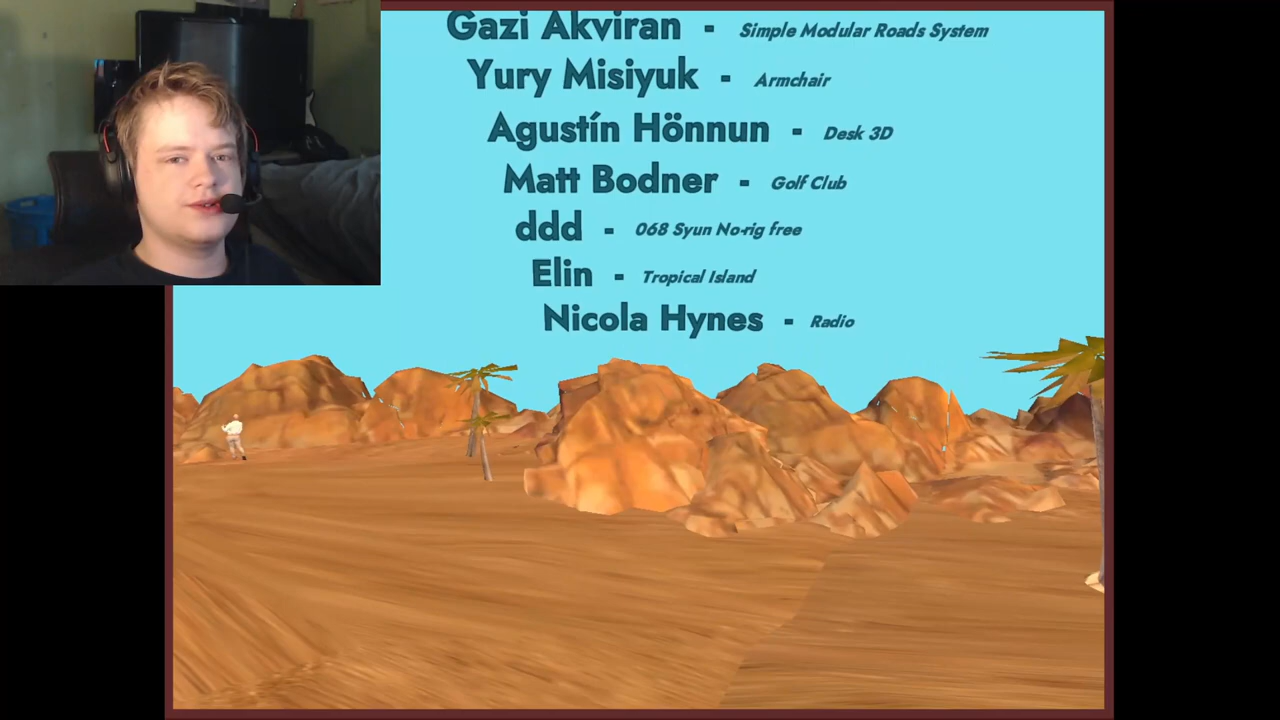 Gazi Akviran - Simple Modular Roads System
Yury Misiyuk - Armchair
Agustín Hönnun - Desk 3D
Matt Bodner - Golf Club
ddd - 068 Syun No-rig free
Elin - Tropical Island
Nicola Hynes - Radio